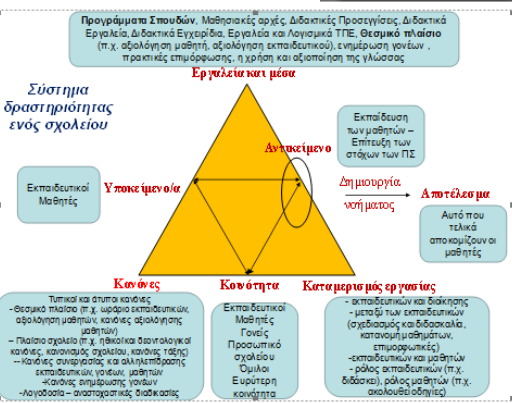 Προγράμματα Σπουδών, Μαθησιακές αρχές, Διδακτικές Προσεγγίσεις, Διδακτικά
Εργαλεία, Διδακτικά Εγχειρίδια, Εργαλεία και Λογισμικά ΤΠΕ, Θεσμικό πλαίσιο
(π.χ. αξιολόγηση μαθητή, αξιολόγηση εκπαιδευτικού), ενημέρωση γονέων ,
πρακτικές επιμόρφωσης, η χρήση και αξιοποίηση της γλώσσας
Εργαλεία και μέσα
Σύστημα
δραστηριότητας
ενός σχολείου
Εκπαίδευση
των μαθητών –
Επίτευξη των
στόχων των ΠΣ
Αντικείμενο
Εκπαιδευτικοί
Μαθητές
Υποκείμενο/α
Δημιουργία
νοήματος
Αποτέλεσμα
Αυτό που
τελικά
αποκομίζουν οι
μαθητές
Κανόνες
Κοινότητα
Καταμερισμός εργασίας
Τυπικοί και άτυποι κανόνες
- Θεσμικό πλαίσιο (π.χ. ωράριο εκπαιδευτικών,
αξιολόγηση μαθητών, κανόνες αξιολόγησης
μαθητών)
– Πλαίσιο σχολείο (π.χ. ηθικοί και δεοντολογικοί
κανόνες, κανονισμός σχολείου, κανόνες τάξης)
-- Κανόνες συνεργασίας και αλληλεπίδρασης
εκπαιδευτικών, γονέων, μαθητών
-Κανόνες ενημέρωσης γονέων
-Λογοδοσία – αναστοχαστικές διαδικασίες
Εκπαιδευτικοί
Μαθητές
Γονείς
Προσωπικό
σχολείου
Όμιλοι
Ευρύτερη
κοινότητα
- εκπαιδευτικών και διοίκησης
- μεταξύ των εκπαιδευτικών
(σχεδιασμός και διδασκαλία,
κατανομή μαθημάτων,
επιμορφωτικές)
-εκπαιδευτικών και μαθητών
- ρόλος εκπαιδευτικών (π.χ.
διδάσκει), ρόλος μαθητών (π.χ.
ακολουθεί οδηγίες)